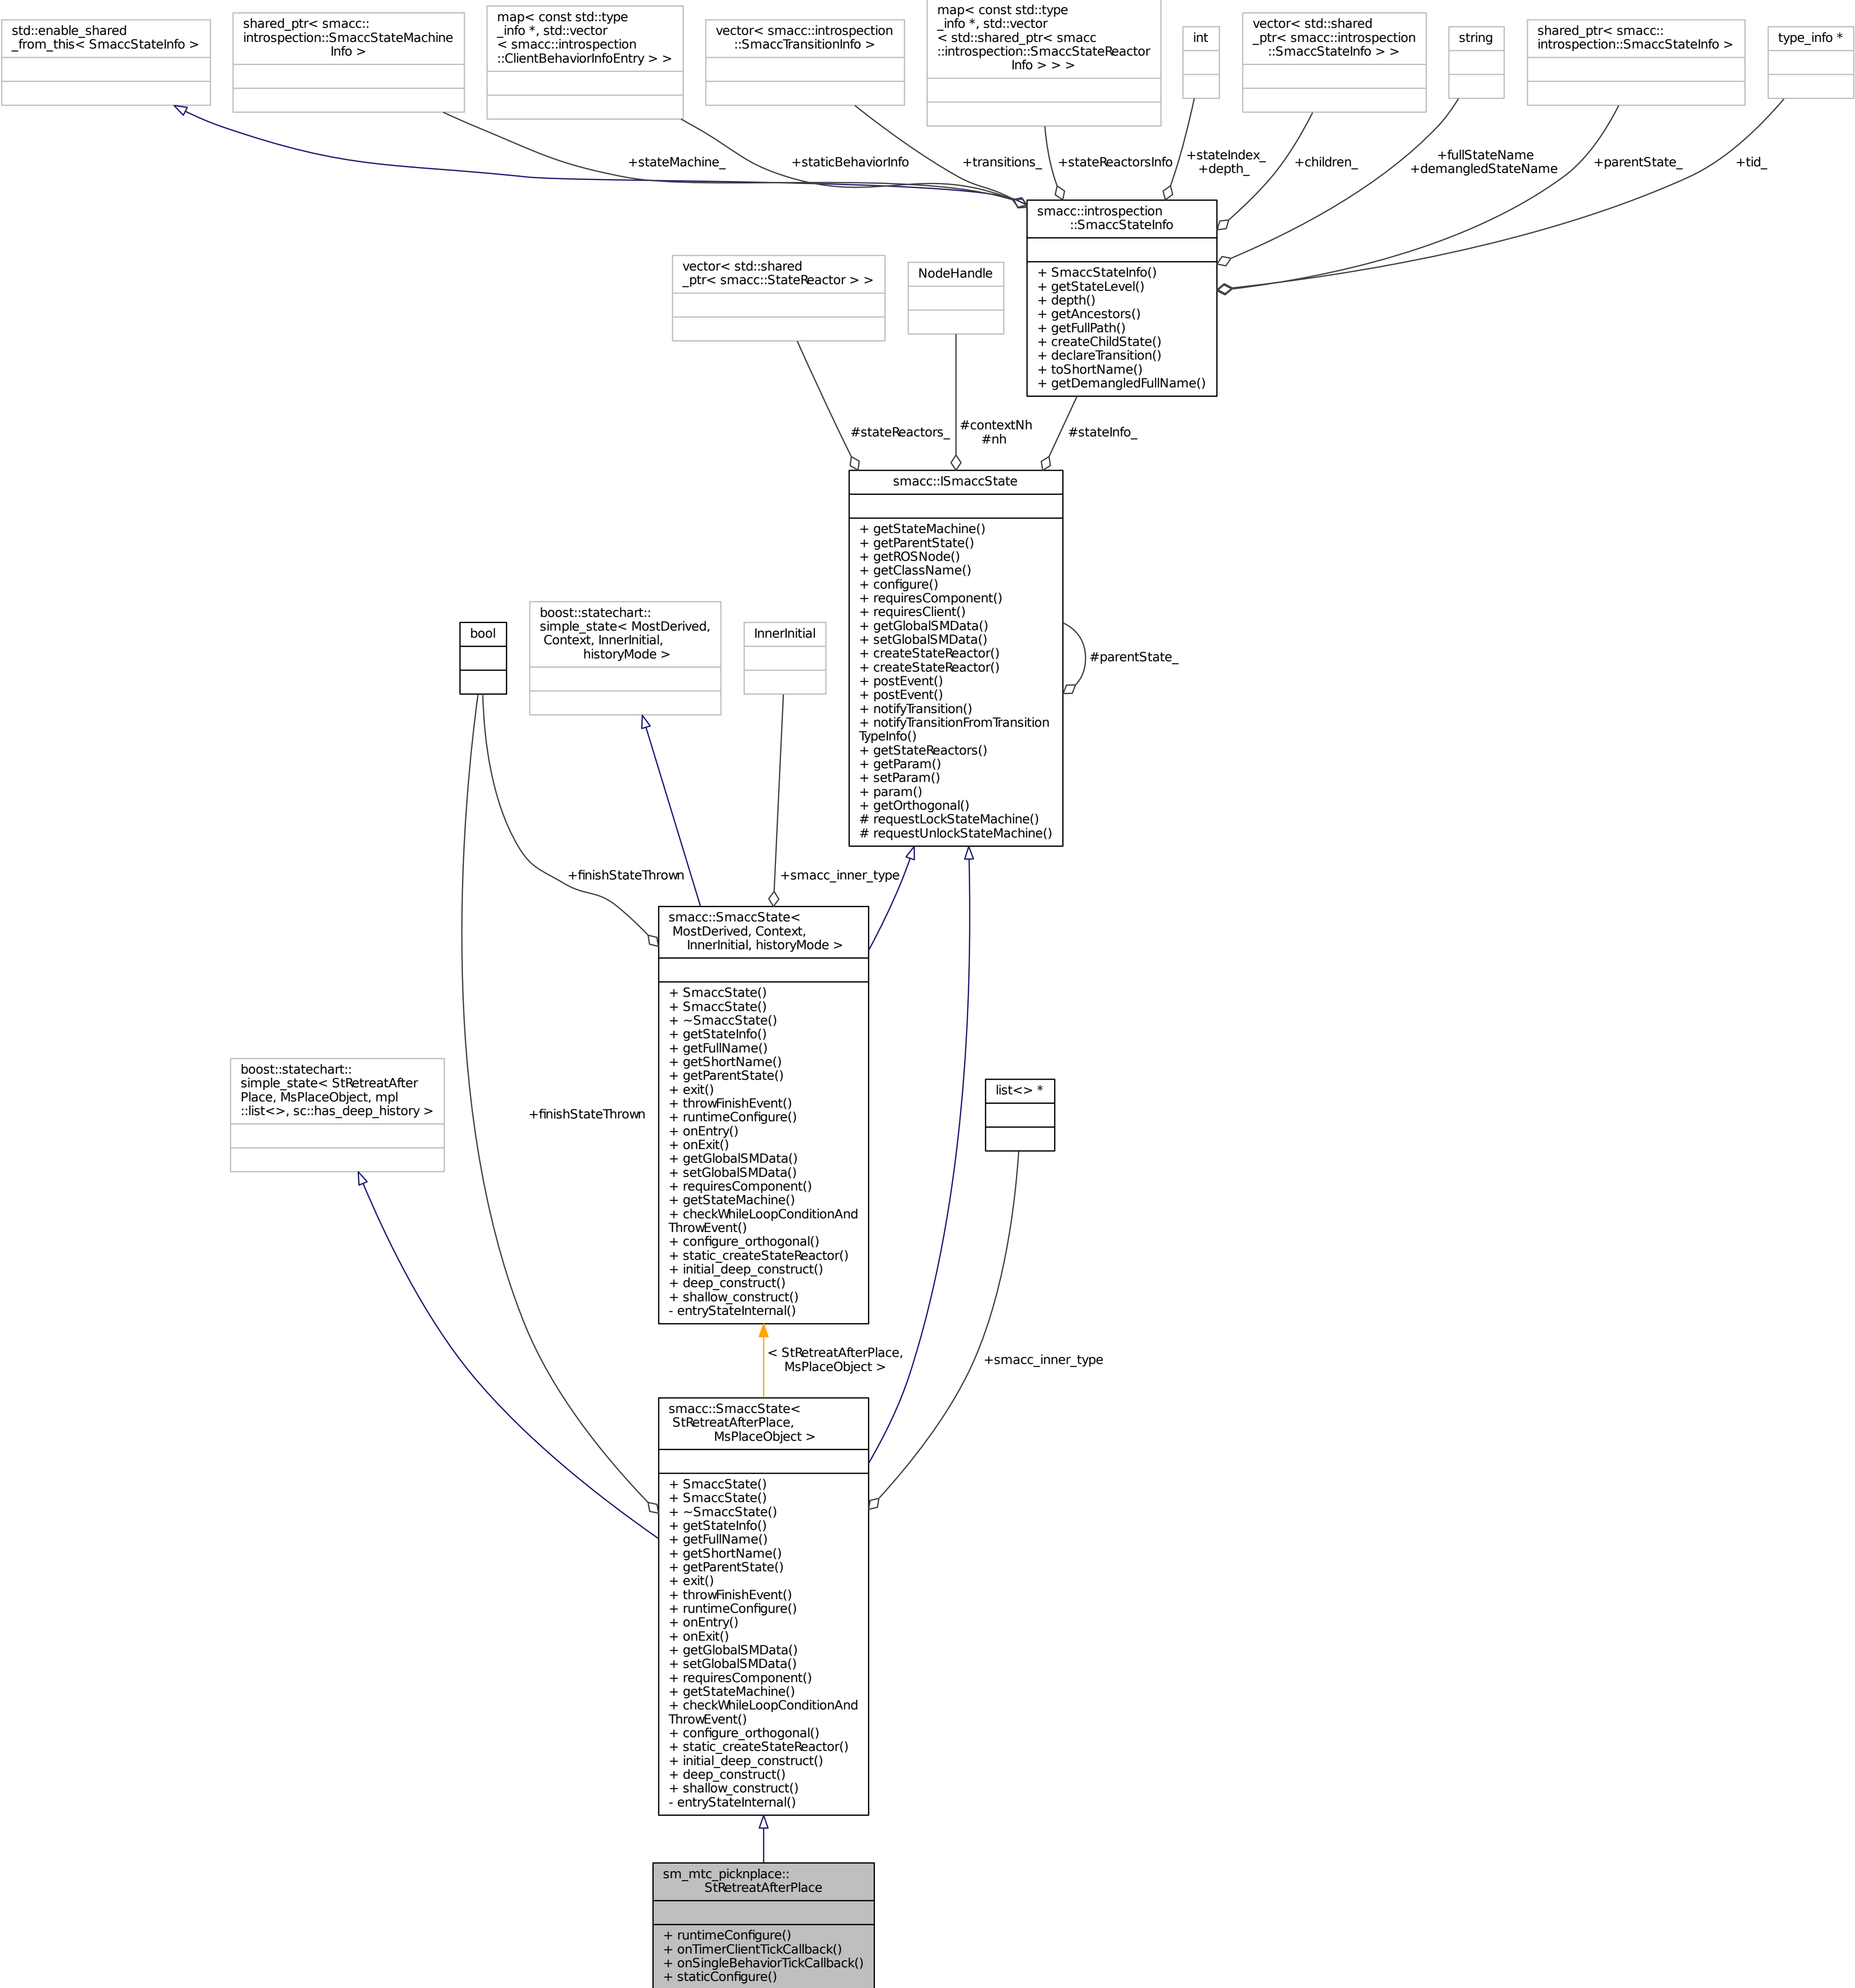 std::enable_shared
_from_this< SmaccStateInfo >
shared_ptr< smacc::
introspection::SmaccStateMachine
Info >
map< const std::type
_info *, std::vector
< smacc::introspection
::ClientBehaviorInfoEntry > >
vector< smacc::introspection
::SmaccTransitionInfo >
map< const std::type
_info *, std::vector
< std::shared_ptr< smacc
::introspection::SmaccStateReactor
Info > > >
int
vector< std::shared
_ptr< smacc::introspection
::SmaccStateInfo > >
string
shared_ptr< smacc::
introspection::SmaccStateInfo >
type_info *
+stateMachine_
+staticBehaviorInfo
+transitions_
+stateReactorsInfo
+stateIndex_
+depth_
+children_
+fullStateName
+demangledStateName
+parentState_
+tid_
smacc::introspection
::SmaccStateInfo
+ SmaccStateInfo()
+ getStateLevel()
+ depth()
+ getAncestors()
+ getFullPath()
+ createChildState()
+ declareTransition()
+ toShortName()
+ getDemangledFullName()
vector< std::shared
_ptr< smacc::StateReactor > >
NodeHandle
#stateReactors_
#contextNh
#nh
#stateInfo_
smacc::ISmaccState
+ getStateMachine()
+ getParentState()
+ getROSNode()
+ getClassName()
+ configure()
+ requiresComponent()
+ requiresClient()
+ getGlobalSMData()
+ setGlobalSMData()
+ createStateReactor()
+ createStateReactor()
+ postEvent()
+ postEvent()
+ notifyTransition()
+ notifyTransitionFromTransition
TypeInfo()
+ getStateReactors()
+ getParam()
+ setParam()
+ param()
+ getOrthogonal()
# requestLockStateMachine()
# requestUnlockStateMachine()
#parentState_
bool
boost::statechart::
simple_state< MostDerived,
Context, InnerInitial,
historyMode >
InnerInitial
+finishStateThrown
+smacc_inner_type
smacc::SmaccState<
MostDerived, Context,
InnerInitial, historyMode >
+ SmaccState()
+ SmaccState()
+ ~SmaccState()
+ getStateInfo()
+ getFullName()
+ getShortName()
+ getParentState()
+ exit()
+ throwFinishEvent()
+ runtimeConfigure()
+ onEntry()
+ onExit()
+ getGlobalSMData()
+ setGlobalSMData()
+ requiresComponent()
+ getStateMachine()
+ checkWhileLoopConditionAnd
ThrowEvent()
+ configure_orthogonal()
+ static_createStateReactor()
+ initial_deep_construct()
+ deep_construct()
+ shallow_construct()
- entryStateInternal()
boost::statechart::
simple_state< StRetreatAfter
Place, MsPlaceObject, mpl
::list<>, sc::has_deep_history >
+finishStateThrown
list<> *
< StRetreatAfterPlace,
MsPlaceObject >
+smacc_inner_type
smacc::SmaccState<
StRetreatAfterPlace,
MsPlaceObject >
+ SmaccState()
+ SmaccState()
+ ~SmaccState()
+ getStateInfo()
+ getFullName()
+ getShortName()
+ getParentState()
+ exit()
+ throwFinishEvent()
+ runtimeConfigure()
+ onEntry()
+ onExit()
+ getGlobalSMData()
+ setGlobalSMData()
+ requiresComponent()
+ getStateMachine()
+ checkWhileLoopConditionAnd
ThrowEvent()
+ configure_orthogonal()
+ static_createStateReactor()
+ initial_deep_construct()
+ deep_construct()
+ shallow_construct()
- entryStateInternal()
sm_mtc_picknplace::
StRetreatAfterPlace
+ runtimeConfigure()
+ onTimerClientTickCallback()
+ onSingleBehaviorTickCallback()
+ staticConfigure()